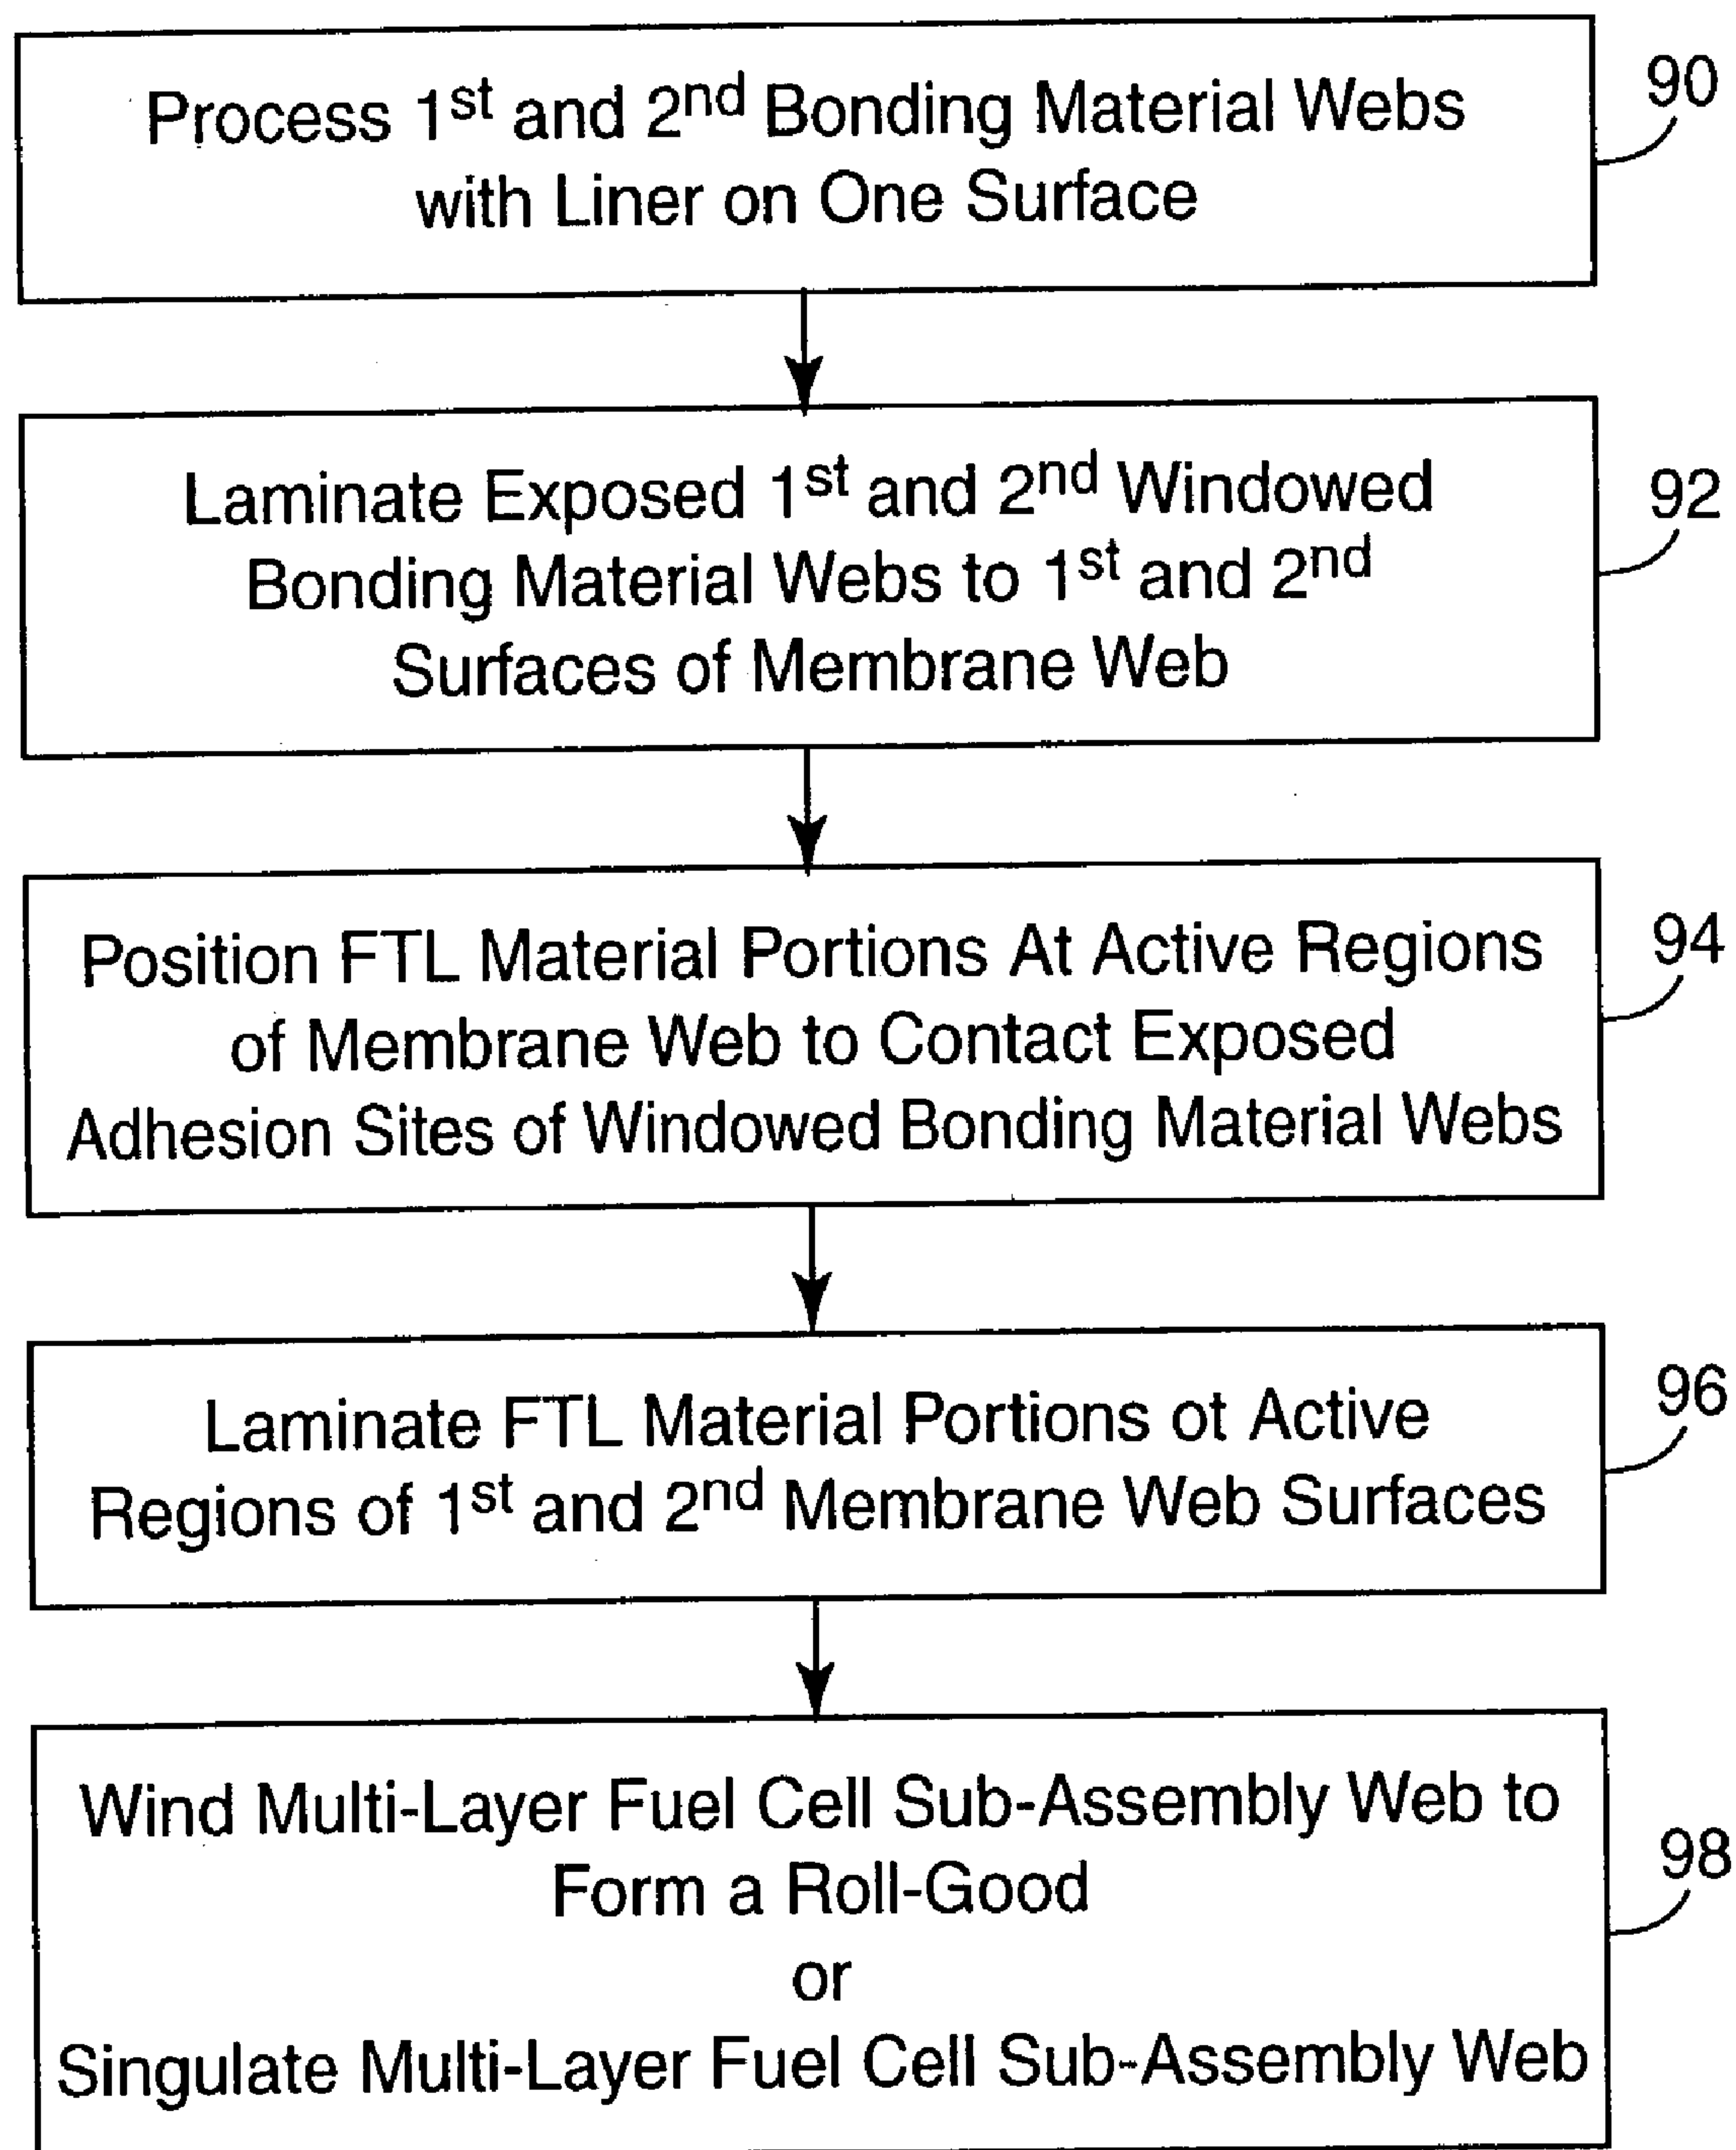 Process 1st and 2nd Bonding Material Webs
with Liner on One Surface
90
Laminate Exposed 1st and 2nd Windowed
Bonding Material Webs to 1st and 2nd
Surfaces of Membrane Web
92
Position FTL Material Portions At Active Regions
of Membrane Web to Contact Exposed
Adhesion Sites of Windowed Bonding Material Webs
94
Laminate FTL Material Portions ot Active
Regions of 1st and 2nd Membrane Web Surfaces
96
Wind Multi-Layer Fuel Cell Sub-Assembly Web to
Form a Roll-Good
or
Singulate Multi-Layer Fuel Cell Sub-Assembly Web
98